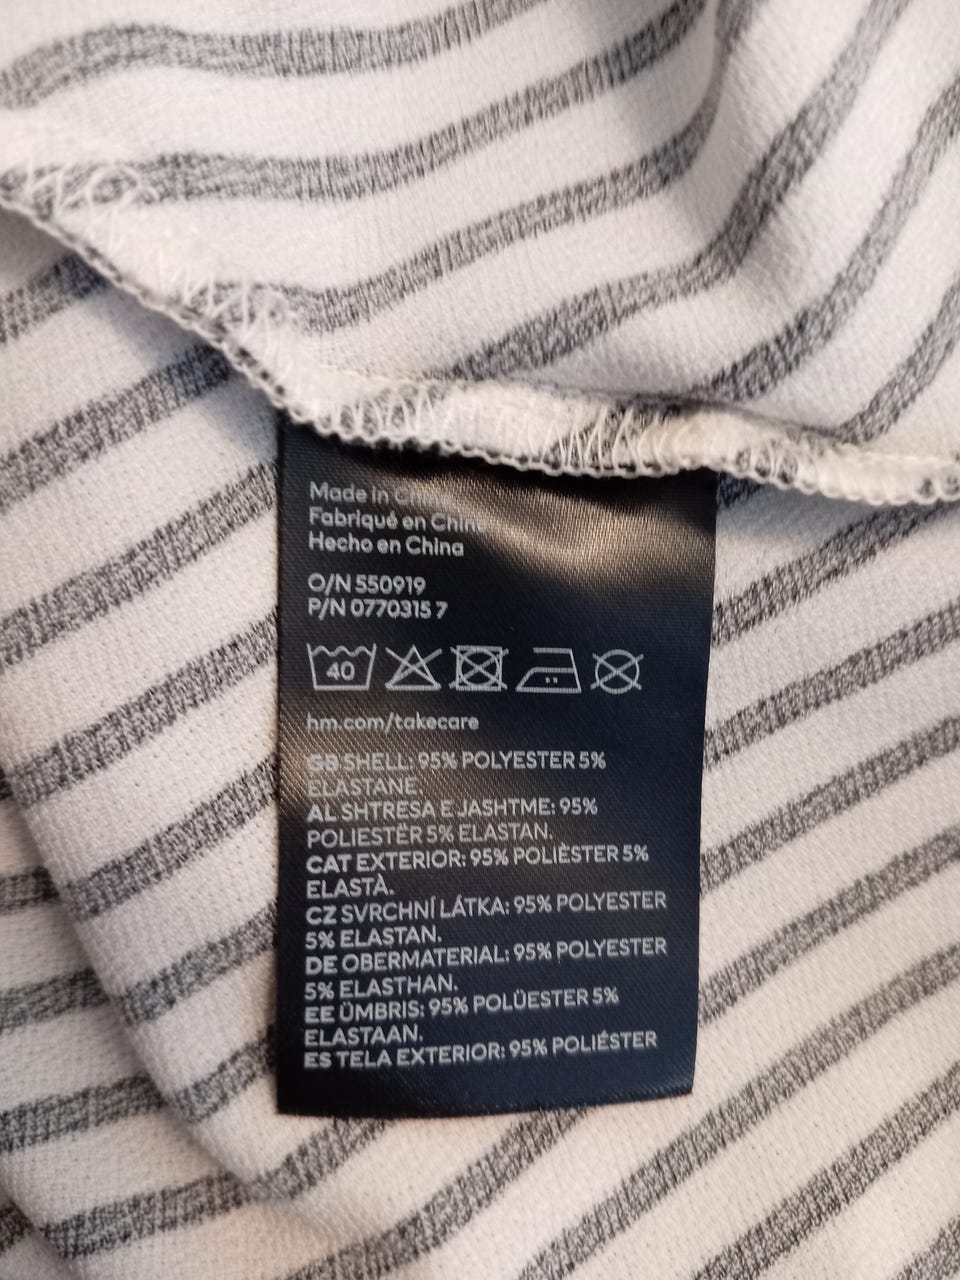 Made in China
Fabriqué en Chine
Hecho en China
O/N 550919
P/N 0770315 7
40
hm.com/takecare
GB SHELL: 95% POLYESTER 5%
ELASTANE.
AL SHTRESA E JASHTME: 95%
POLIESTËR 5% ELASTAN.
CAT EXTERIOR: 95% POLIÈSTER 5%
ELASTÀ.
CZ SVRCHNÍ LÁTKA: 95% POLYESTER
5% ELASTAN.
DE OBERMATERIAL: 95% POLYESTER
5% ELASTHAN.
EE ÜMBRIS: 95% POLÜESTER 5%
ELASTAAN.
ES TELA EXTERIOR: 95% POLIÉSTER